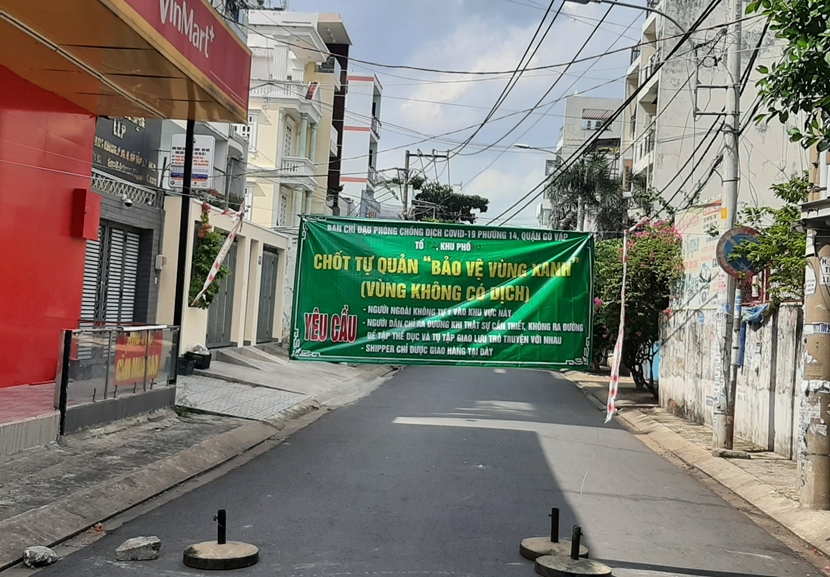 VinMart+
BAN CHỈ ĐẠO PHÒNG CHỐNG DỊCH COVID-19 PHƯỜNG 14, QUẬN GÒ VẤP
TỔ , KHU PHỐ
CHỐT TỰ QUẢN "BẢO VỆ VÙNG XANH"
(VÙNG KHÔNG CÓ DỊCH)
YÊU CẦU
- NGƯỜI NGOÀI KHÔNG TỰ Ý VÀO KHU VỰC NÀY
- NGƯỜI DÂN CHỈ RA ĐƯỜNG KHI THẬT SỰ CẦN THIẾT, KHÔNG RA ĐƯỜNG
ĐỂ TẬP THỂ DỤC VÀ TỤ TẬP GIAO LƯU TRÒ TRUYỆN VỚI NHAU
- SHIPPER CHỈ ĐƯỢC GIAO HÀNG TẠI ĐÂY